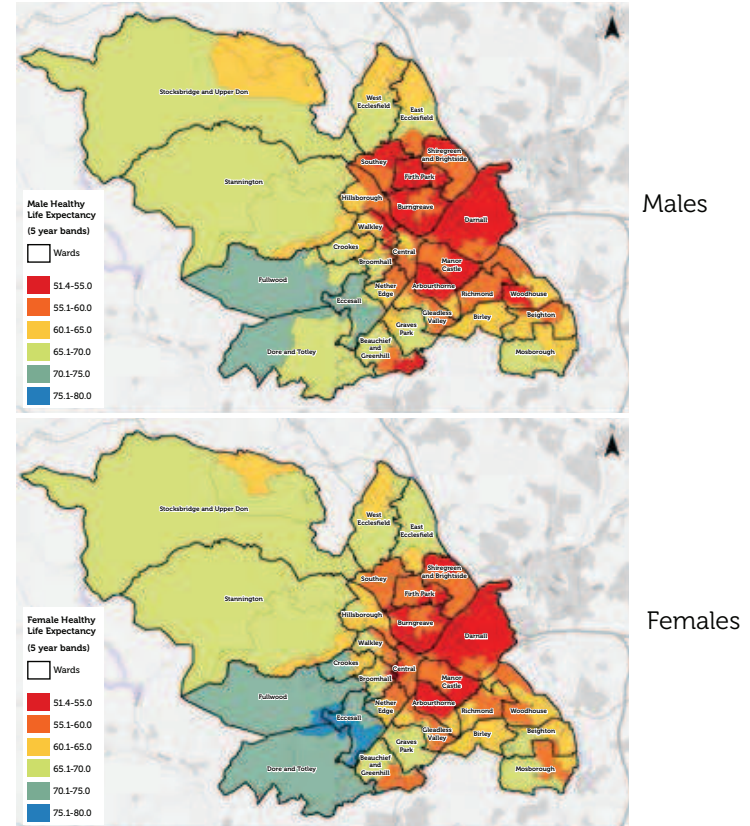 Stocksbridge and Upper Don
West
Ecclesfield
East
Ecclesfield
Southey
Shiregreen
and Brightside
Firth Park
Stannington
Hillsborough
Burngreave
Darnall
Walkley
Crookes
Central
Broomhall
Manor
Castle
Fullwood
Nether
Edge
Arbourthorne
Richmond
Woodhouse
Eccesall
Gleadless
Valley
Birley
Beighton
Graves
Park
Beauchief
and
Greenhill
Dore and Totley
Mosborough
Male Healthy
Life Expectancy
(5 year bands)
Wards
51.4-55.0
55.1-60.0
60.1-65.0
65.1-70.0
70.1-75.0
75.1-80.0
Males
Stocksbridge and Upper Don
West
Ecclesfield
East
Ecclesfield
Southey
Shiregreen
and Brightside
Firth Park
Stannington
Hillsborough
Burngreave
Darnall
Walkley
Crookes
Central
Broomhall
Manor
Castle
Fullwood
Nether
Edge
Arbourthorne
Richmond
Woodhouse
Eccesall
Gleadless
Valley
Birley
Beighton
Graves
Park
Beauchief
and
Greenhill
Dore and Totley
Mosborough
Female Healthy
Life Expectancy
(5 year bands)
Wards
51.4-55.0
55.1-60.0
60.1-65.0
65.1-70.0
70.1-75.0
75.1-80.0
Females